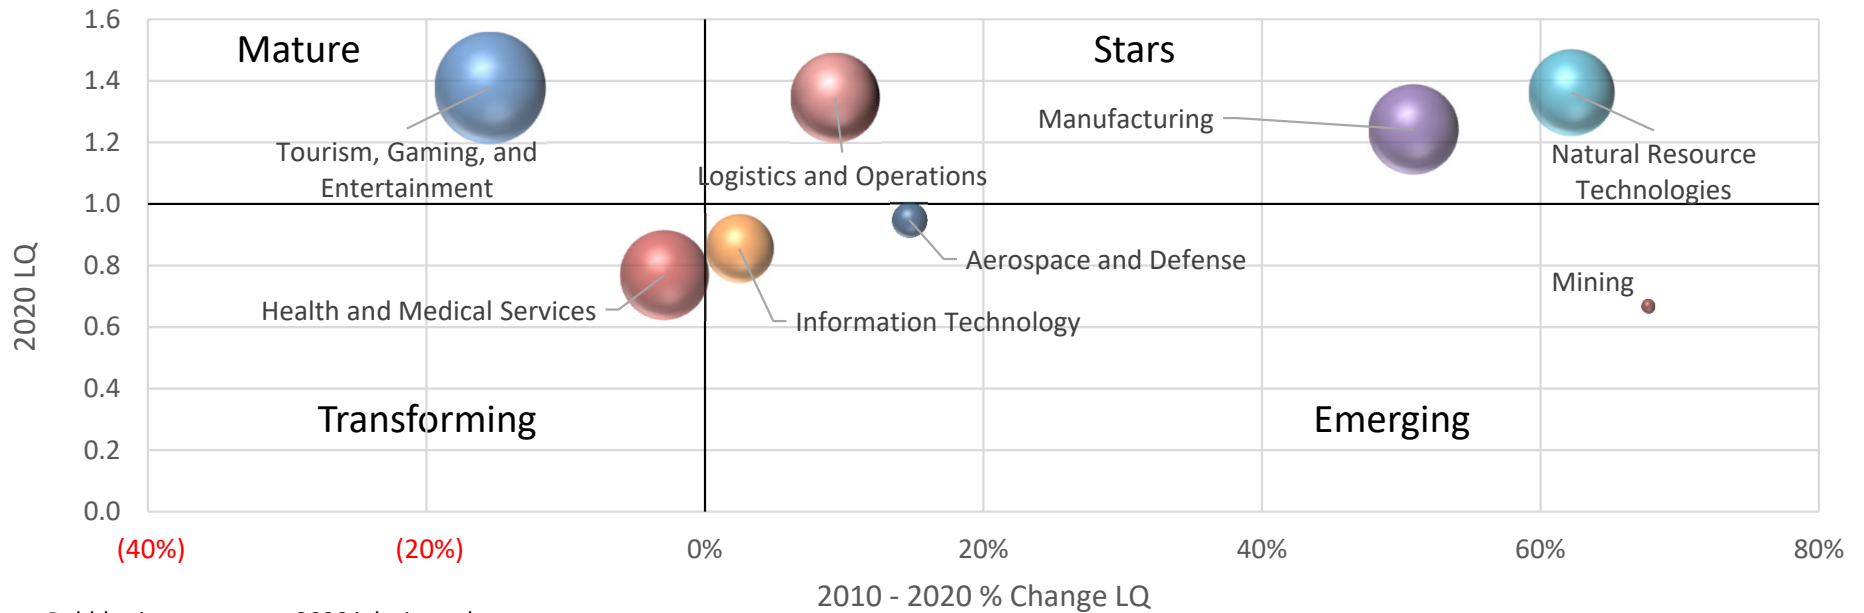 1.6
Mature
Stars
1.4
Manufacturing
1.2
Tourism, Gaming, and
Entertainment
Logistics and Operations
Natural Resource
Technologies
1.0
Aerospace and Defense
0.8
Mining
Health and Medical Services
Information Technology
0.6
2020 LQ
0.4
Transforming
Emerging
0.2
0.0
(40%)
(20%)
0%
20%
40%
60%
80%
2010 - 2020 % Change LQ